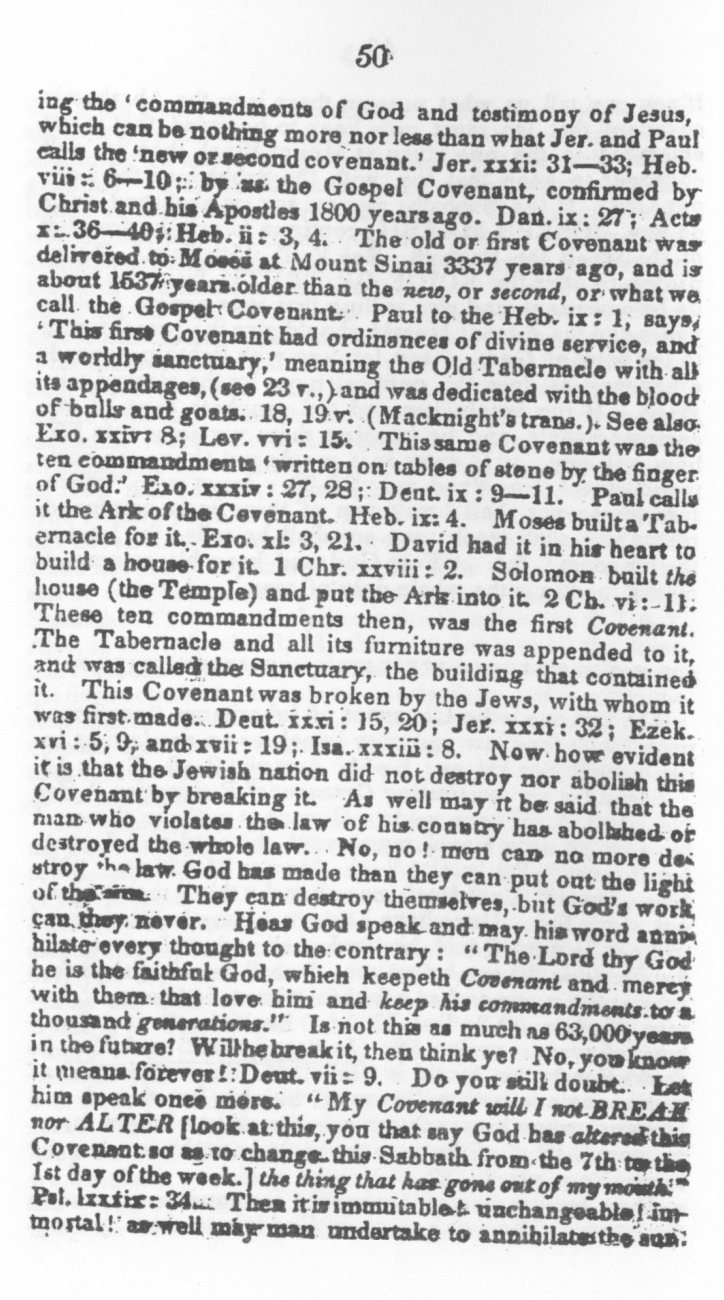 50
ing the ‘commandments of God and testimony of Jesus,
which can be nothing more nor less than what Jer. and Paul
calls the ‘new or second covenant.’ Jer. xxxi: 31—33; Heb.
viii: 6—10; by us the Gospel Covenant, confirmed by
Christ and his Apostles 1800 years ago. Dan. ix: 27; Acts
x: 36—40; Heb. ii: 3, 4. The old or first Covenant was
delivered to Moses at Mount Sinai 3337 years ago, and is
about 1537 years older than the new, or second, or what we
call the Gospel Covenant. Paul to the Heb. ix: 1, says,
‘This first Covenant had ordinances of divine service, and
a worldly sanctuary,’ meaning the Old Tabernacle with all
its appendages, (see 23 v.,) and was dedicated with the blood
of bulls and goats. 18, 19 v. (Macknight's trans.). See also
Exo. xxiv: 8; Lev. vvi: 15. This same Covenant was the
ten commandments ‘written on tables of stone by the finger
of God.’ Exo. xxxiv: 27, 28; Deut. ix: 9—11. Paul calls
it the Ark of the Covenant. Heb. ix: 4. Moses built a Tab-
ernacle for it. Exo. xl: 3, 21. David had it in his heart to
build a house for it. 1 Chr. xxviii: 2. Solomon built the
house (the Temple) and put the Ark into it. 2 Ch. vi: 11.
These ten commandments then, was the first Covenant.
The Tabernacle and all its furniture was appended to it,
and was called the Sanctuary, the building that contained
it. This Covenant was broken by the Jews, with whom it
was first made. Deut. xxxi: 15, 20; Jer. xxxi: 32; Ezek.
xvi: 5, 9, and xvii: 19; Isa. xxxiii: 8. Now how evident
it is that the Jewish nation did not destroy nor abolish this
Covenant by breaking it. As well may it be said that the
man who violates the law of his country has abolished or
destroyed the whole law. No, no! men can no more de-
stroy the law God has made than they can put out the light
of the sun. They can destroy themselves, but God's work
can they never. Hear God speak and may his word anni-
hilate every thought to the contrary: “The Lord thy God
he is the faithful God, which keepeth Covenant and mercy
with them that love him and keep his commandments to a
thousand generations.” Is not this as much as 63,000 years
in the future? Will he break it, then think ye? No, you know
it means forever! Deut. vii: 9. Do you still doubt. Let
him speak once more. “My Covenant will I not BREAK
nor ALTER [look at this, you that say God has altered this
Covenant so as to change this Sabbath from the 7th to the
1st day of the week.] the thing that has gone out of my mouth.”
Psl. lxxxix: 34. Then it is immutable! unchangeable! im-
mortal! as well may man undertake to annihilate the sun.